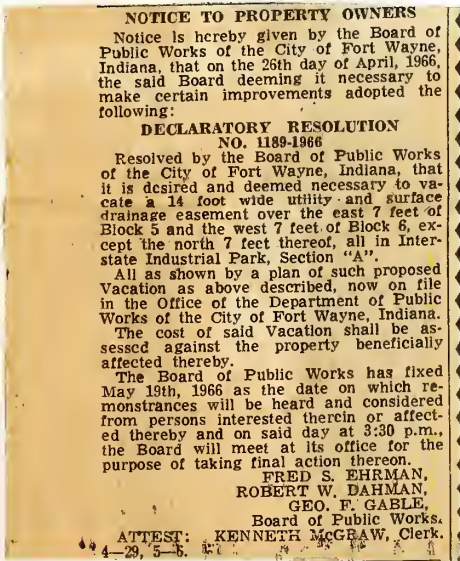 NOTICE TO PROPERTY OWNERS
Notice is hereby given by the Board of
Public Works of the City of Fort Wayne,
Indiana, that on the 26th day of April, 1966,
the said Board deeming it necessary to
make certain improvements adopted the
following:
DECLARATORY RESOLUTION
NO. 1189-1966
Resolved by the Board of Public Works
of the City of Fort Wayne, Indiana, that
it is desired and deemed necessary to va-
cate a 14 foot wide utility and surface
drainage easement over the east 7 feet of
Block 5 and the west 7 feet of Block 6, ex-
cept the north 7 feet thereof, all in Inter-
state Industrial Park, Section "A".
All as shown by a plan of such proposed
Vacation as above described, now on file
in the Office of the Department of Public
Works of the City of Fort Wayne, Indiana.
The cost of said Vacation shall be as-
sessed against the property beneficially
affected thereby.
The Board of Public Works has fixed
May 19th, 1966 as the date on which re-
monstrances will be heard and considered
from persons interested therein or affect-
ed thereby and on said day at 3:30 p.m.,
the Board will meet at its office for the
purpose of taking final action thereon.
FRED S. EHRMAN,
ROBERT W. DAHMAN,
GEO. F. GABLE,
Board of Public Works.
ATTEST: KENNETH McGRAW, Clerk.
4—29, 5—6.